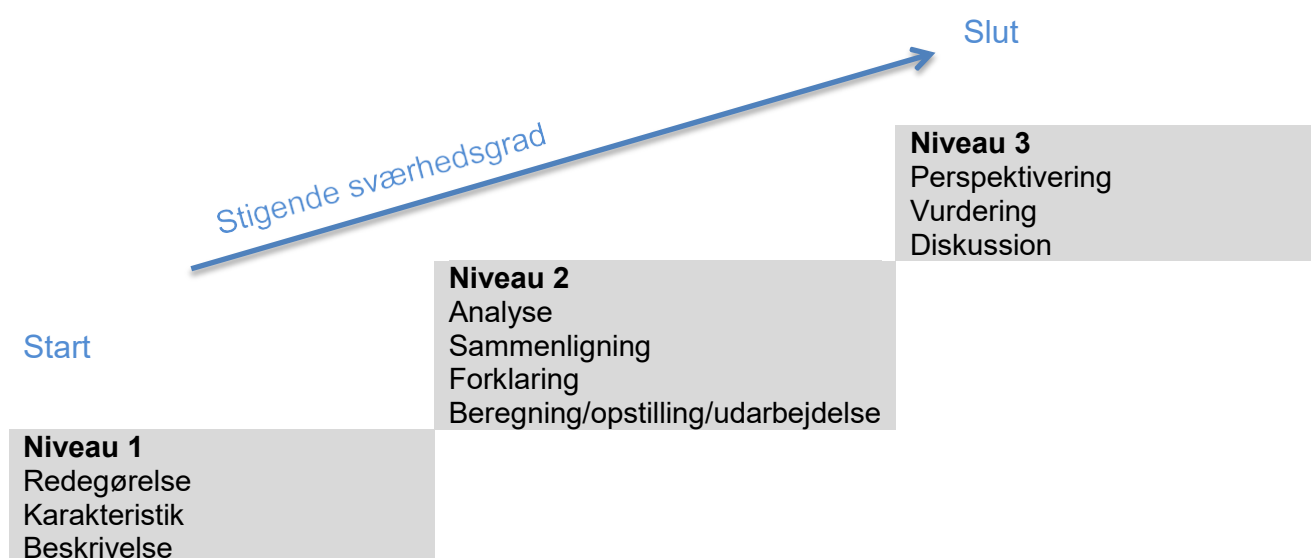 Slut
Stigende sværhedsgrad
Niveau 3
Perspektivering
Vurdering
Diskussion
Niveau 2
Analyse
Sammenligning
Forklaring
Beregning/opstilling/udarbejdelse
Start
Niveau 1
Redegørelse
Karakteristik
Beskrivelse